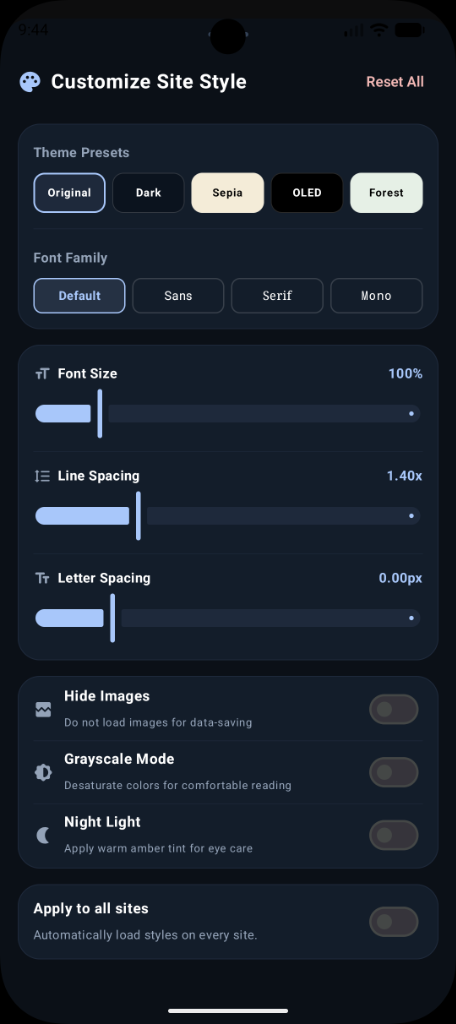 9:44
Customize Site Style
Reset All
Theme Presets
Original
Dark
Sepia
OLED
Forest
Font Family
Default
Sans
Serif
Mono
Font Size
100%
Line Spacing
1.40x
Letter Spacing
0.00px
Hide Images
Do not load images for data-saving
Grayscale Mode
Desaturate colors for comfortable reading
Night Light
Apply warm amber tint for eye care
Apply to all sites
Automatically load styles on every site.